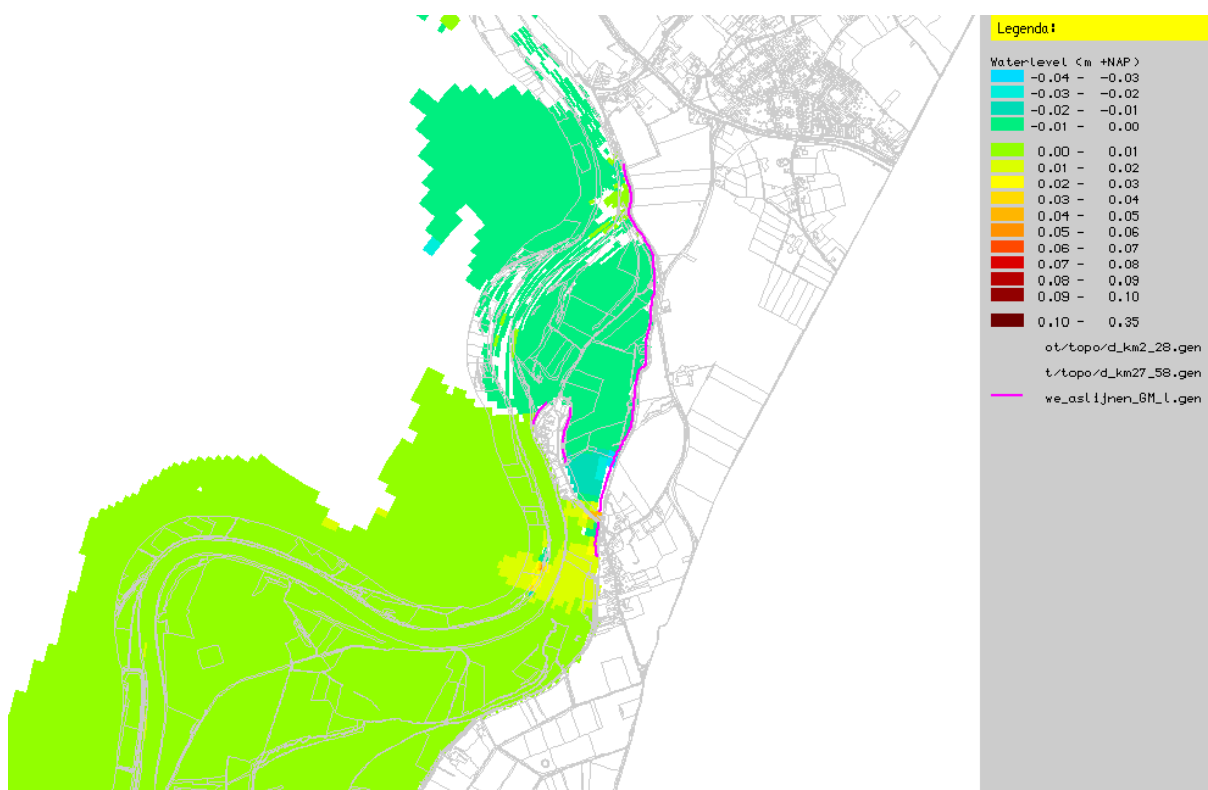 Legenda:
Waterlevel (m +NAP)
-0.04 - -0.03
-0.03 - -0.02
-0.02 - -0.01
-0.01 - 0.00
0.00 - 0.01
0.01 - 0.02
0.02 - 0.03
0.03 - 0.04
0.04 - 0.05
0.05 - 0.06
0.06 - 0.07
0.07 - 0.08
0.08 - 0.09
0.09 - 0.10
0.10 - 0.35
ot/topo/d_km2_28.gen
t/topo/d_km27_58.gen
we_aslijnen_GM_l.gen